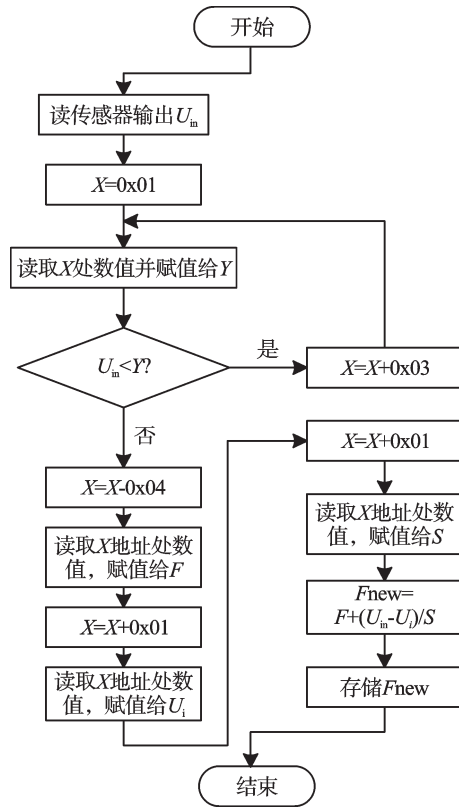 开始
读传感器输出Uin
X=0x01
读取X处数值并赋值给Y
Uin<Y?
是
X=X+0x03
否
X=X-0x04
读取X地址处数
值，赋值给F
X=X+0x01
读取X地址处数
值，赋值给Ui
X=X+0x01
读取X地址处数
值，赋值给S
Fnew=
F+(Uin-Ui)/S
存储Fnew
结束